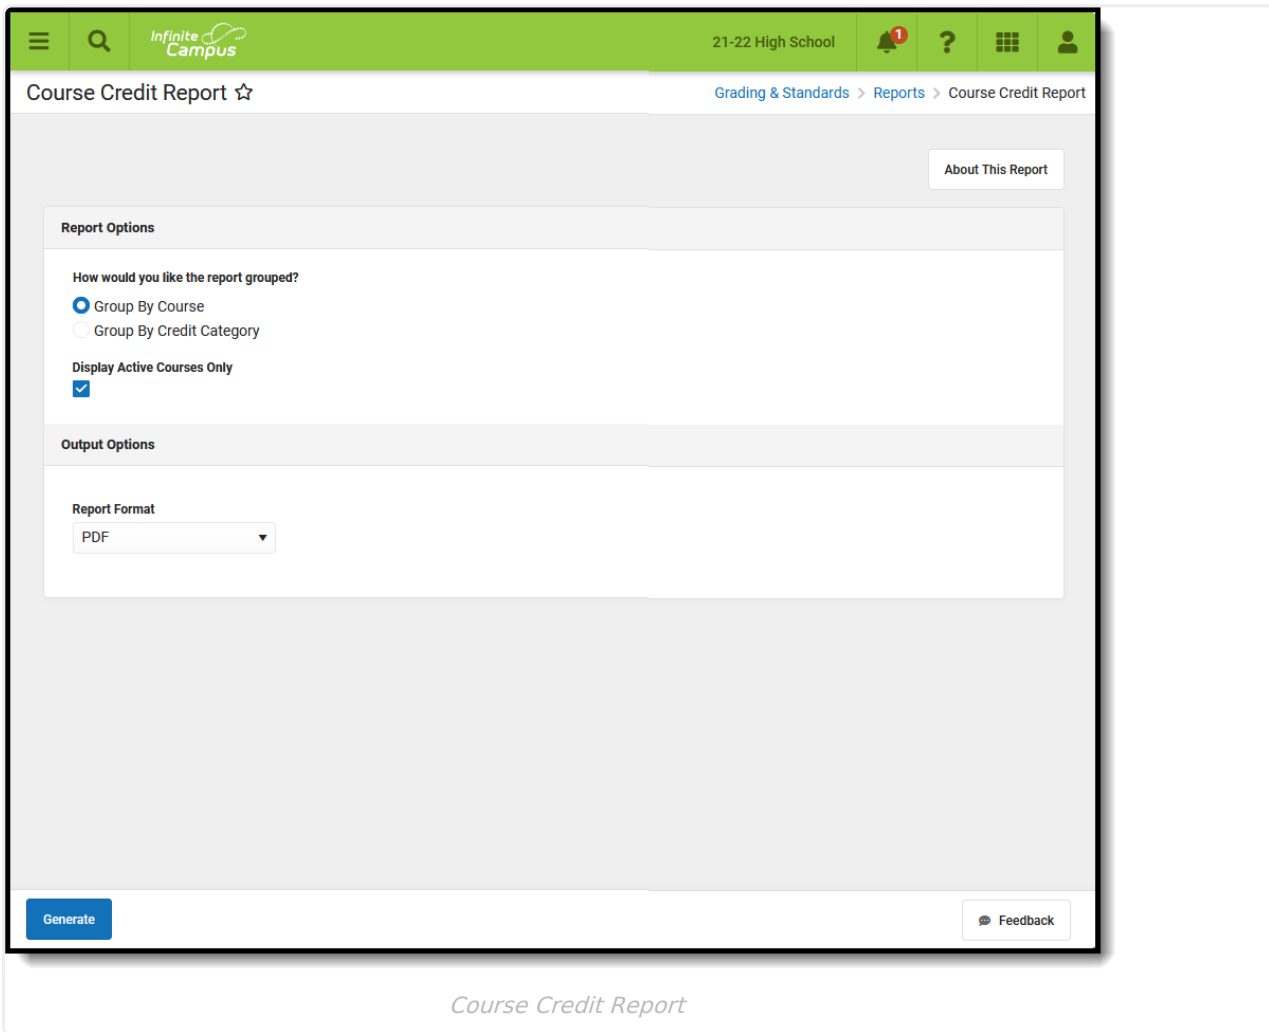 Infinite
Campus
21-22 High School
1
Course Credit Report
Grading & Standards > Reports > Course Credit Report
About This Report
Report Options
How would you like the report grouped?
Group By Course
Group By Credit Category
Display Active Courses Only
Output Options
Report Format
PDF
Generate
Feedback
Course Credit Report